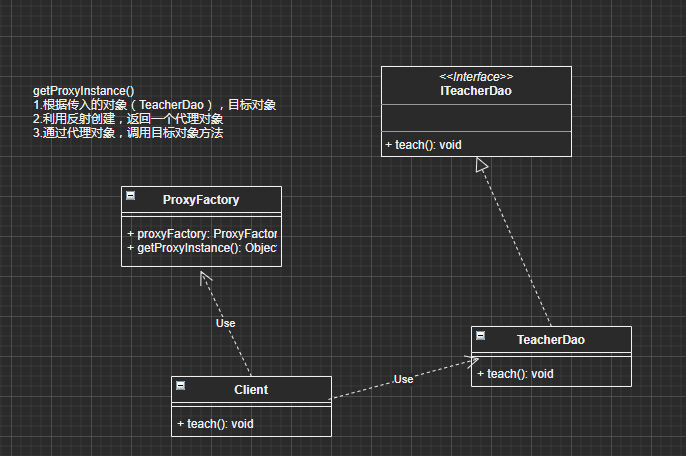 getProxyInstance()
1.根据传入的对象（TeacherDao），目标对象
2.利用反射创建，返回一个代理对象
3.通过代理对象，调用目标对象方法
<<Interface>>
ITeacherDao
+ teach(): void
ProxyFactory
+ proxyFactory: ProxyFactor
+ getProxyInstance(): Objec
Use
TeacherDao
+ teach(): void
Use
Client
+ teach(): void